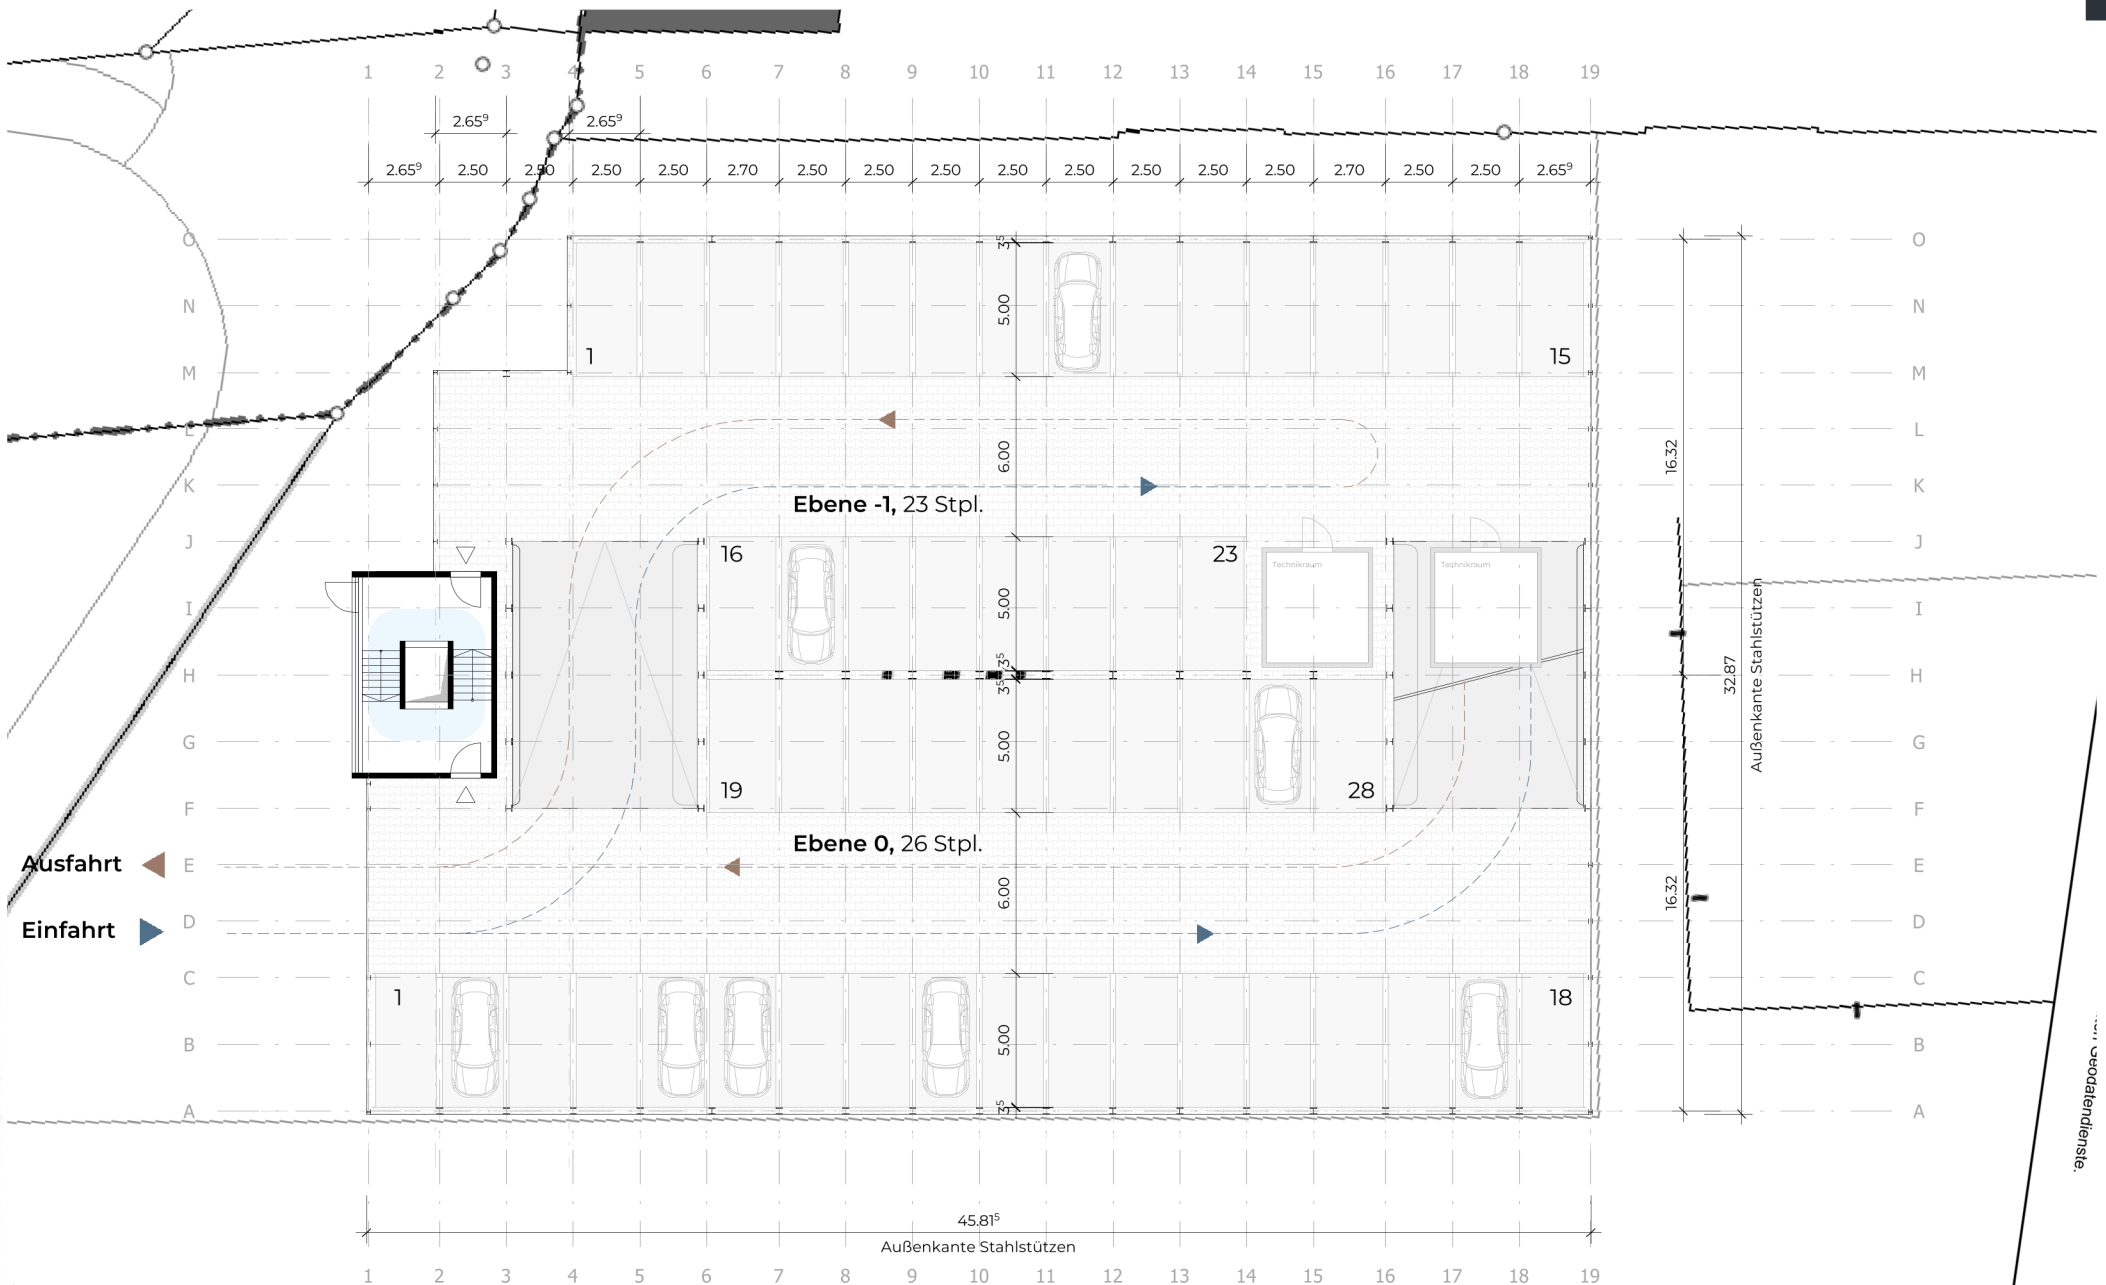 1 2 3 4 5 6 7 8 9 10 11 12 13 14 15 16 17 18 19
2.65⁹ 2.65⁹
2.65⁹ 2.50 2.50 2.50 2.50 2.70 2.50 2.50 2.50 2.50 2.50 2.50 2.50 2.50 2.70 2.50 2.50 2.65⁹
O 3⁵ O
N 5.00 N
1 15
M M
L 6.00 16.32 L
K K
Ebene -1, 23 Stpl.
J 16 23 J
Technikraum Technikraum
I 5.00 I
Außenkante Stahlstützen
H 35 35 32.87 H
G 5.00 G
19 28
F F
Ebene 0, 26 Stpl.
Ausfahrt E E
6.00 16.32
Einfahrt D D
C C
1 18
B 5.00 B
A 3⁵ A
Geodatendienste.
45.81⁵
Außenkante Stahlstützen
1 2 3 4 5 6 7 8 9 10 11 12 13 14 15 16 17 18 19